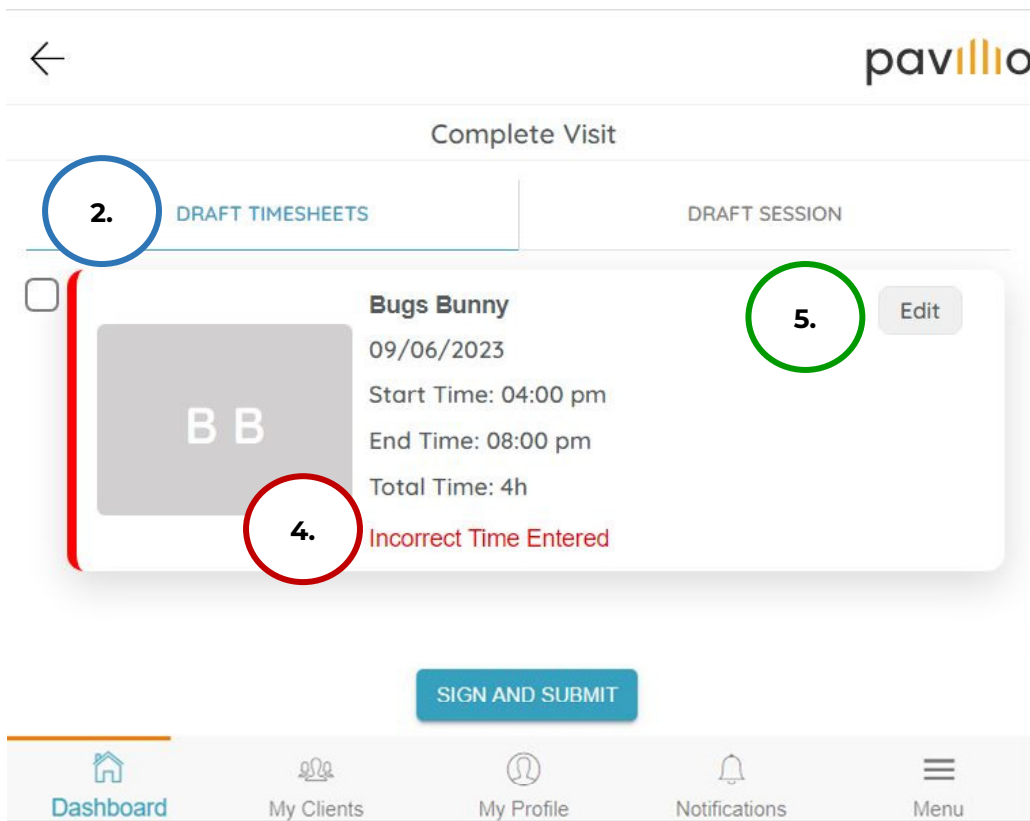 pavillio
Complete Visit
2.
DRAFT TIMESHEETS
DRAFT SESSION
Bugs Bunny
5.
Edit
09/06/2023
Start Time: 04:00 pm
B B
End Time: 08:00 pm
Total Time: 4h
4.
Incorrect Time Entered
SIGN AND SUBMIT
Dashboard
My Clients
My Profile
Notifications
Menu